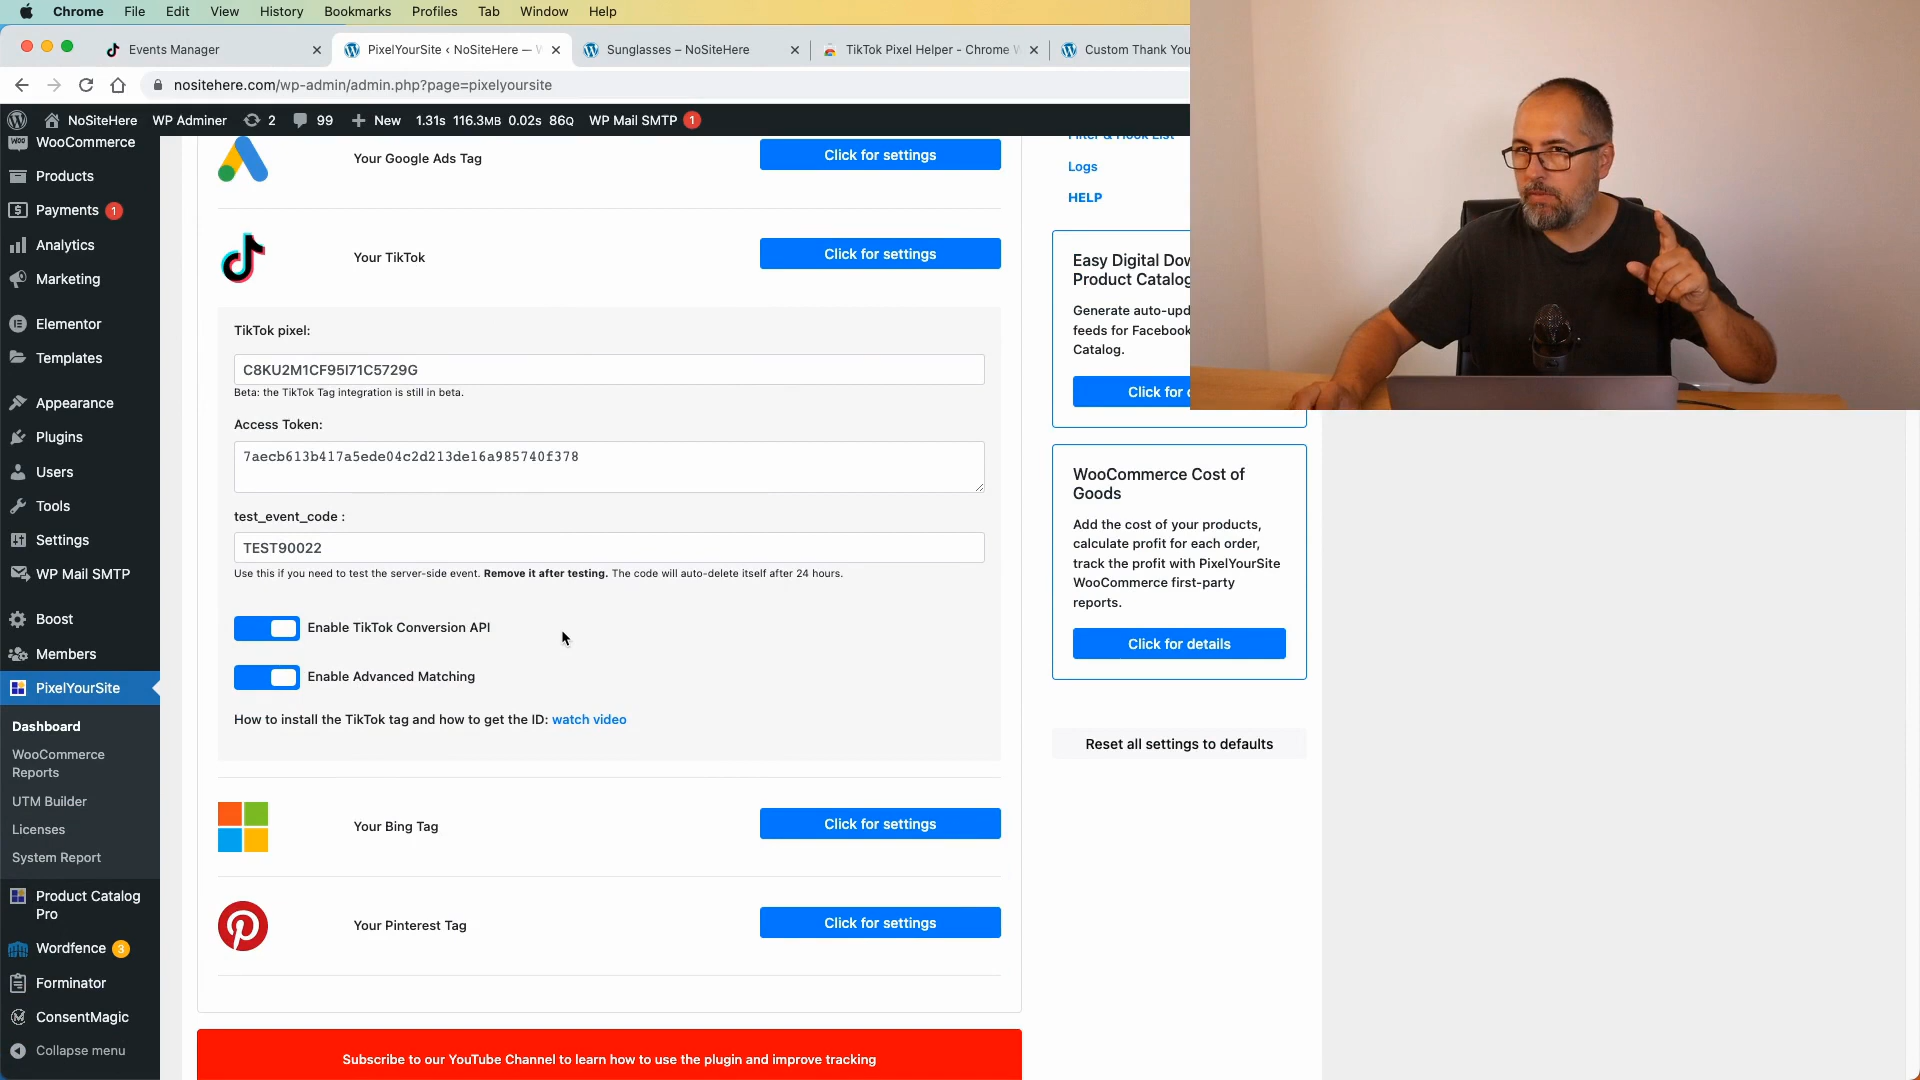 Chrome File Edit View History Bookmarks Profiles Tab Window Help
Events Manager
PixelYourSite ‹ NoSiteHere —
Sunglasses – NoSiteHere
TikTok Pixel Helper - Chrome
Custom Thank You
nositehere.com/wp-admin/admin.php?page=pixelyoursite
NoSiteHere WP Adminer 2 99 New 1.31s 116.3MB 0.02s 86Q WP Mail SMTP 1
WooCommerce
Products
Payments 1
Analytics
Marketing
Elementor
Templates
Appearance
Plugins
Users
Tools
Settings
WP Mail SMTP
Boost
Members
PixelYourSite
Dashboard
WooCommerce
Reports
UTM Builder
Licenses
System Report
Product Catalog
Pro
Wordfence 3
Forminator
ConsentMagic
Collapse menu
Your Google Ads Tag
Click for settings
Your TikTok
Click for settings
TikTok pixel:
C8KU2M1CF95I71C5729G
Beta: the TikTok Tag integration is still in beta.
Access Token:
7aecb613b417a5ede04c2d213de16a985740f378
test_event_code :
TEST90022
Use this if you need to test the server-side event. Remove it after testing. The code will auto-delete itself after 24 hours.
Enable TikTok Conversion API
Enable Advanced Matching
How to install the TikTok tag and how to get the ID: watch video
Your Bing Tag
Click for settings
Your Pinterest Tag
Click for settings
Subscribe to our YouTube Channel to learn how to use the plugin and improve tracking
Filter & Hook List
Logs
HELP
Easy Digital
Product Catalog
Generate
feeds for Facebook
Catalog.
Click for
WooCommerce Cost of
Goods
Add the cost of your products,
calculate profit for each order,
track the profit with PixelYourSite
WooCommerce first-party
reports.
Click for details
Reset all settings to defaults